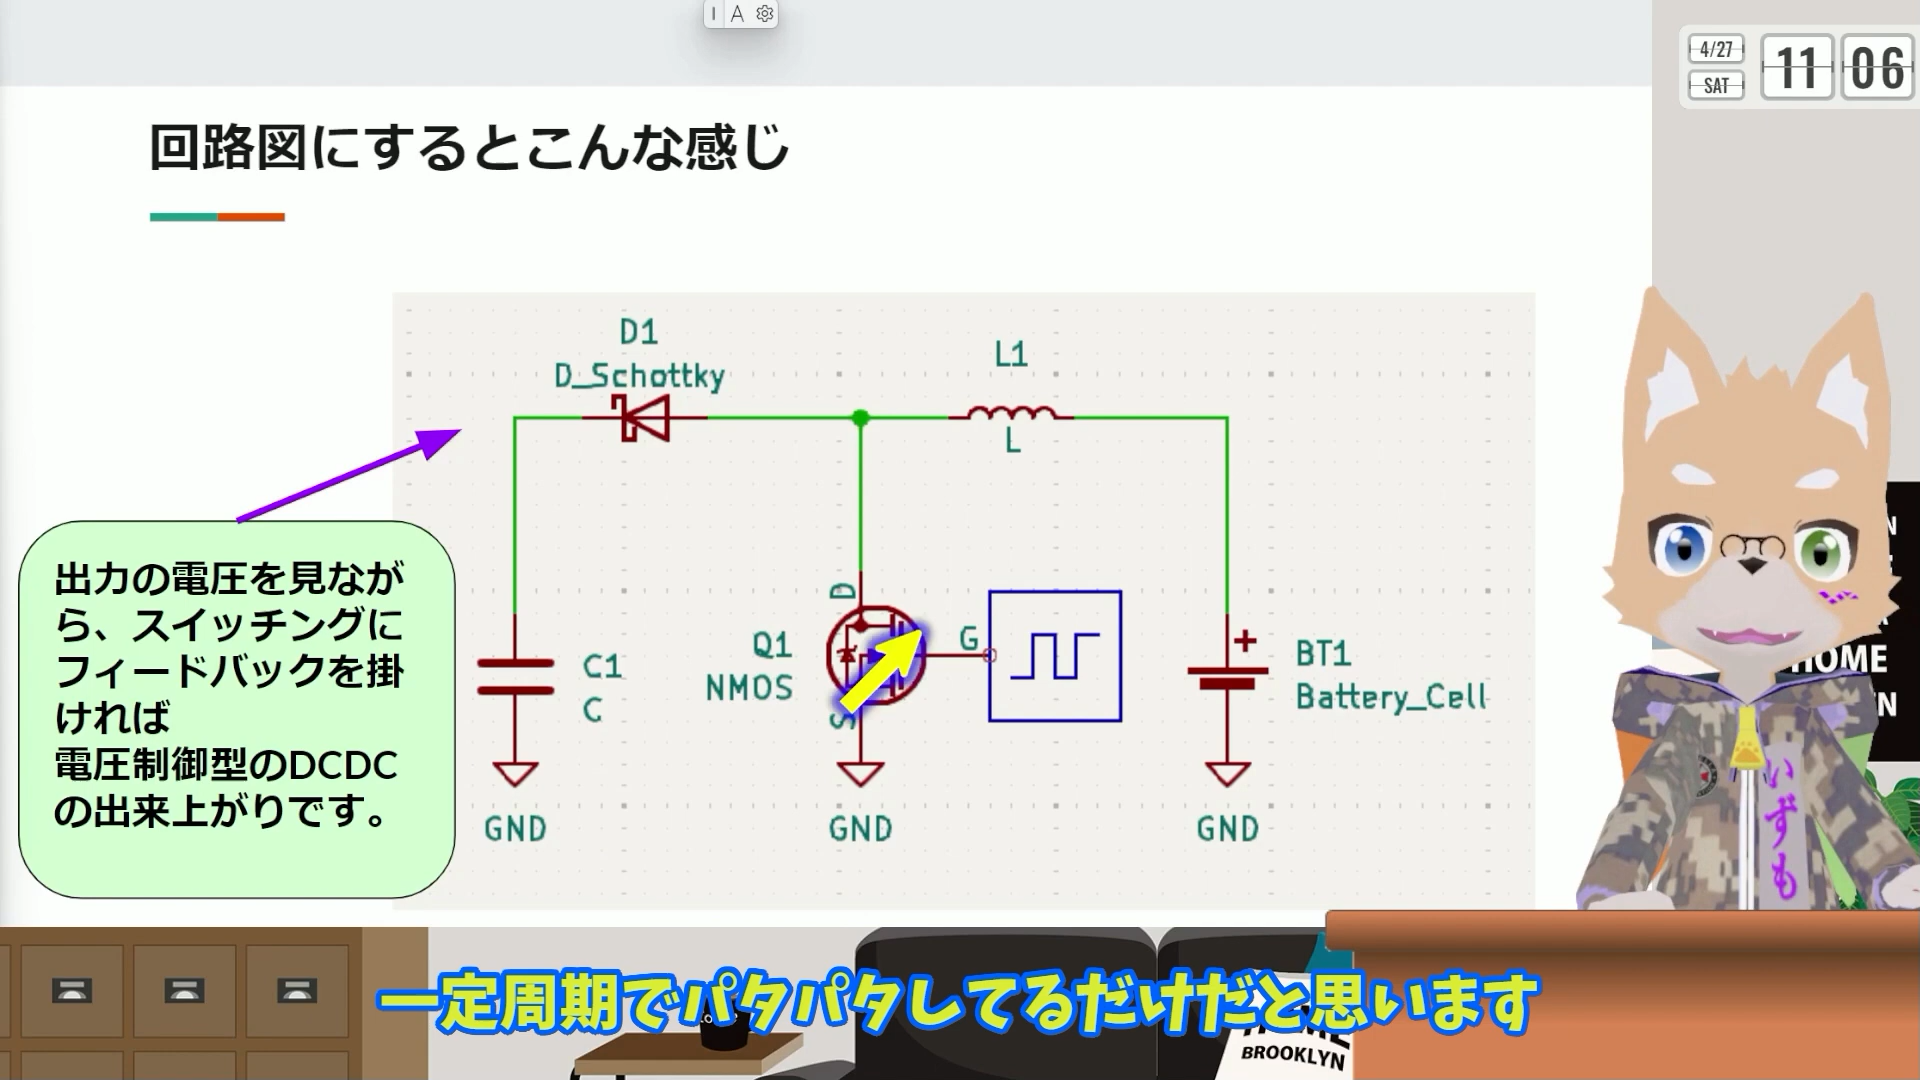 A
4/27
SAT
11 06
回路図にするとこんな感じ
D1
D_Schottky
L1
L
出力の電圧を見なが
ら、スイッチングに
フィードバックを掛
ければ
電圧制御型のDCDC
の出来上がりです。
C1
C
Q1
NMOS
D
G
S
BT1
Battery_Cell
GND
GND
GND
HOME
N
いずも
一定周期でパタパタしてるだけだと思います
BROOKLYN